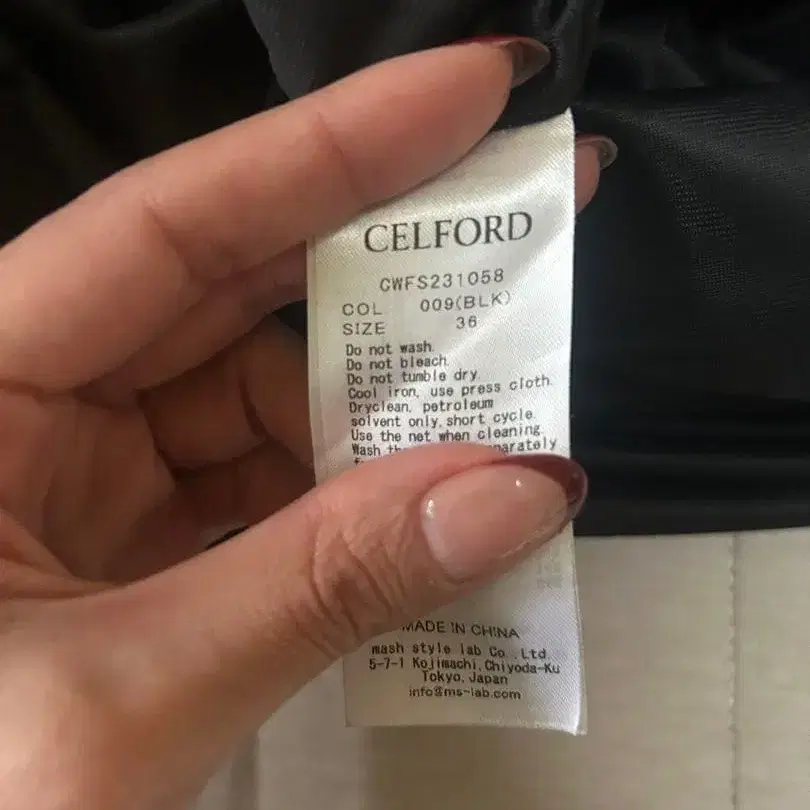 CELFORD
CWFS231058
COL 009(BLK)
SIZE 36
Do not wash.
Do not bleach.
Do not tumble dry.
Cool iron, use press cloth.
Dryclean, petroleum
solvent only, short cycle.
Use the net when cleaning.
Wash
MADE IN CHINA
mash style lab Co.,Ltd.
5-7-1 Kojimachi,Chiyoda-Ku
Tokyo,Japan
info@ms-lab.com